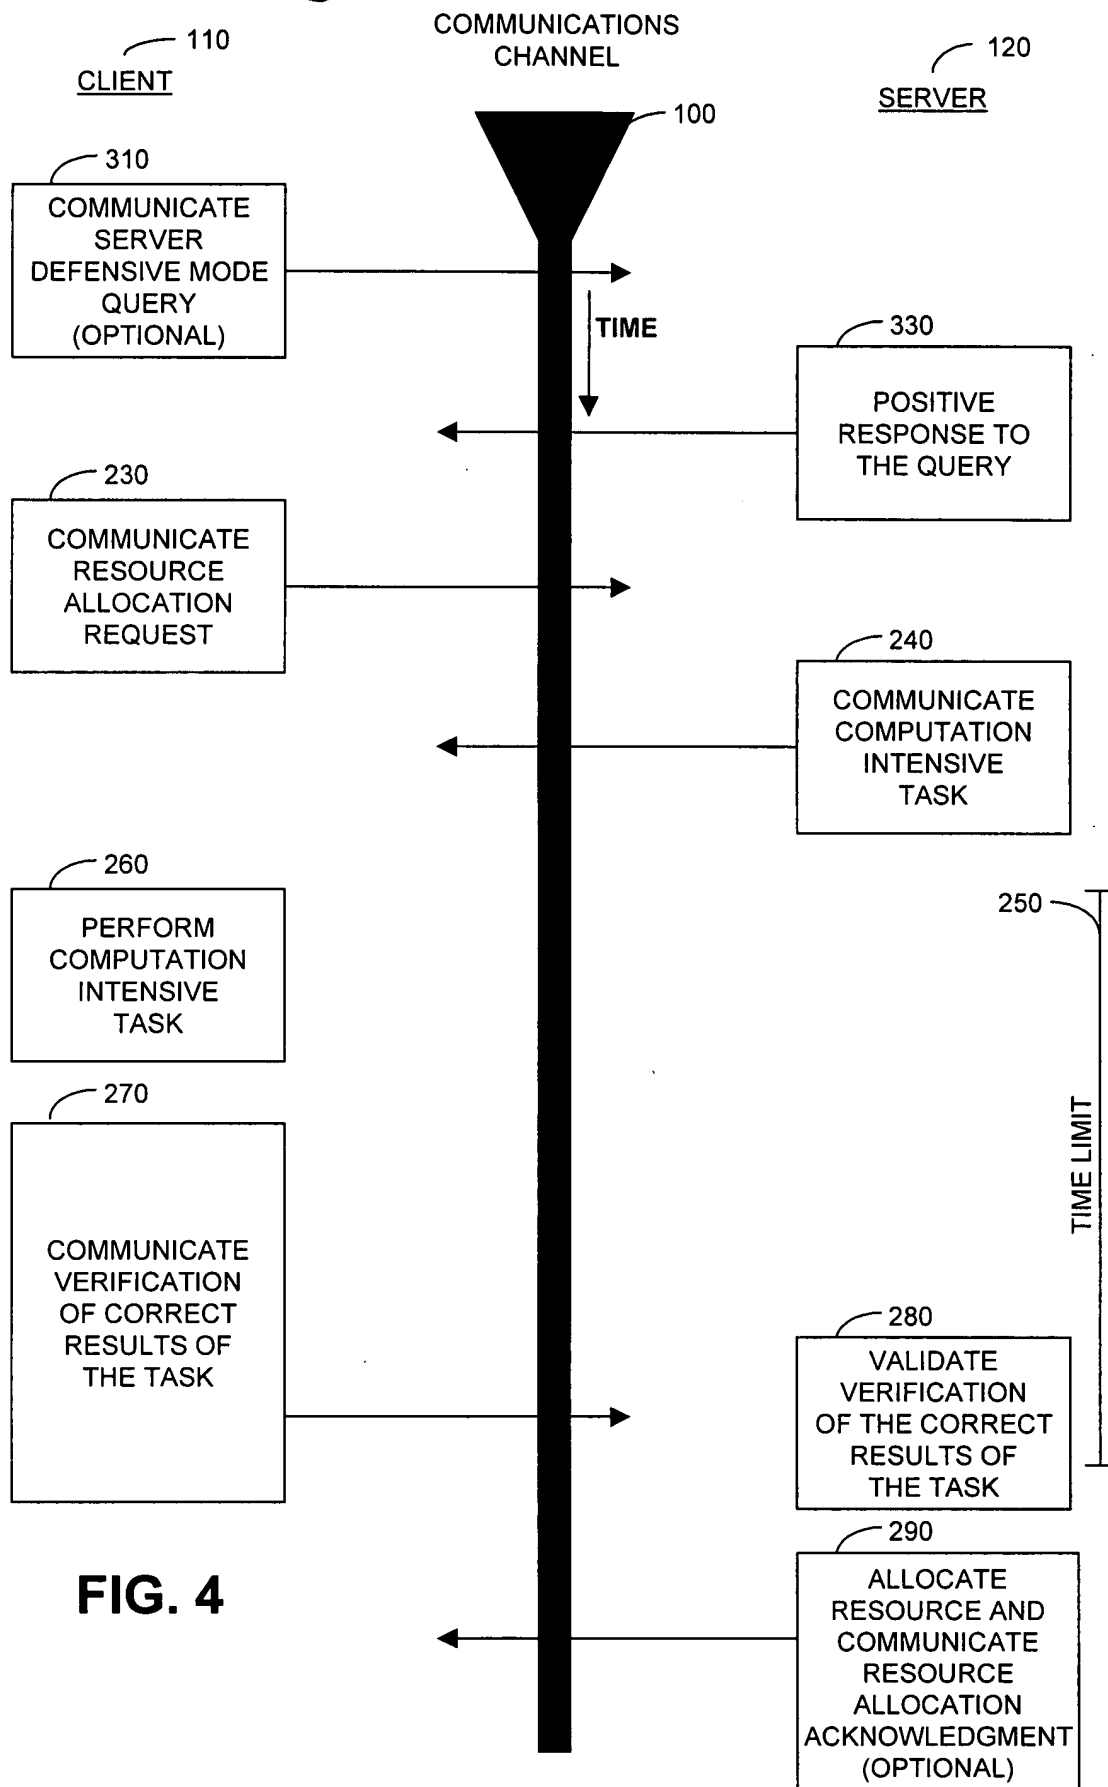 COMMUNICATIONS
CHANNEL
110
CLIENT
120
SERVER
100
310
COMMUNICATE
SERVER
DEFENSIVE MODE
QUERY
(OPTIONAL)
TIME
330
POSITIVE
RESPONSE TO
THE QUERY
230
COMMUNICATE
RESOURCE
ALLOCATION
REQUEST
240
COMMUNICATE
COMPUTATION
INTENSIVE
TASK
260
PERFORM
COMPUTATION
INTENSIVE
TASK
250
TIME LIMIT
270
COMMUNICATE
VERIFICATION
OF CORRECT
RESULTS OF
THE TASK
280
VALIDATE
VERIFICATION
OF THE CORRECT
RESULTS OF
THE TASK
290
ALLOCATE
RESOURCE AND
COMMUNICATE
RESOURCE
ALLOCATION
ACKNOWLEDGMENT
(OPTIONAL)
FIG. 4